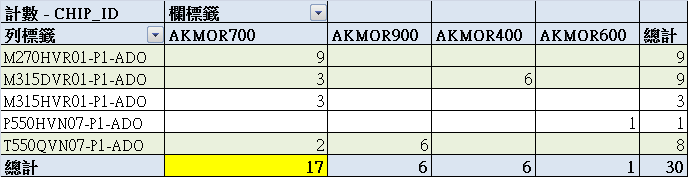 計數 - CHIP_ID 欄標籤
列標籤 AKMOR700 AKMOR900 AKMOR400 AKMOR600 總計
M270HVR01-P1-ADO 9 9
M315DVR01-P1-ADO 3 6 9
M315HVR01-P1-ADO 3 3
P550HVN07-P1-ADO 1 1
T550QVN07-P1-ADO 2 6 8
總計 17 6 6 1 30